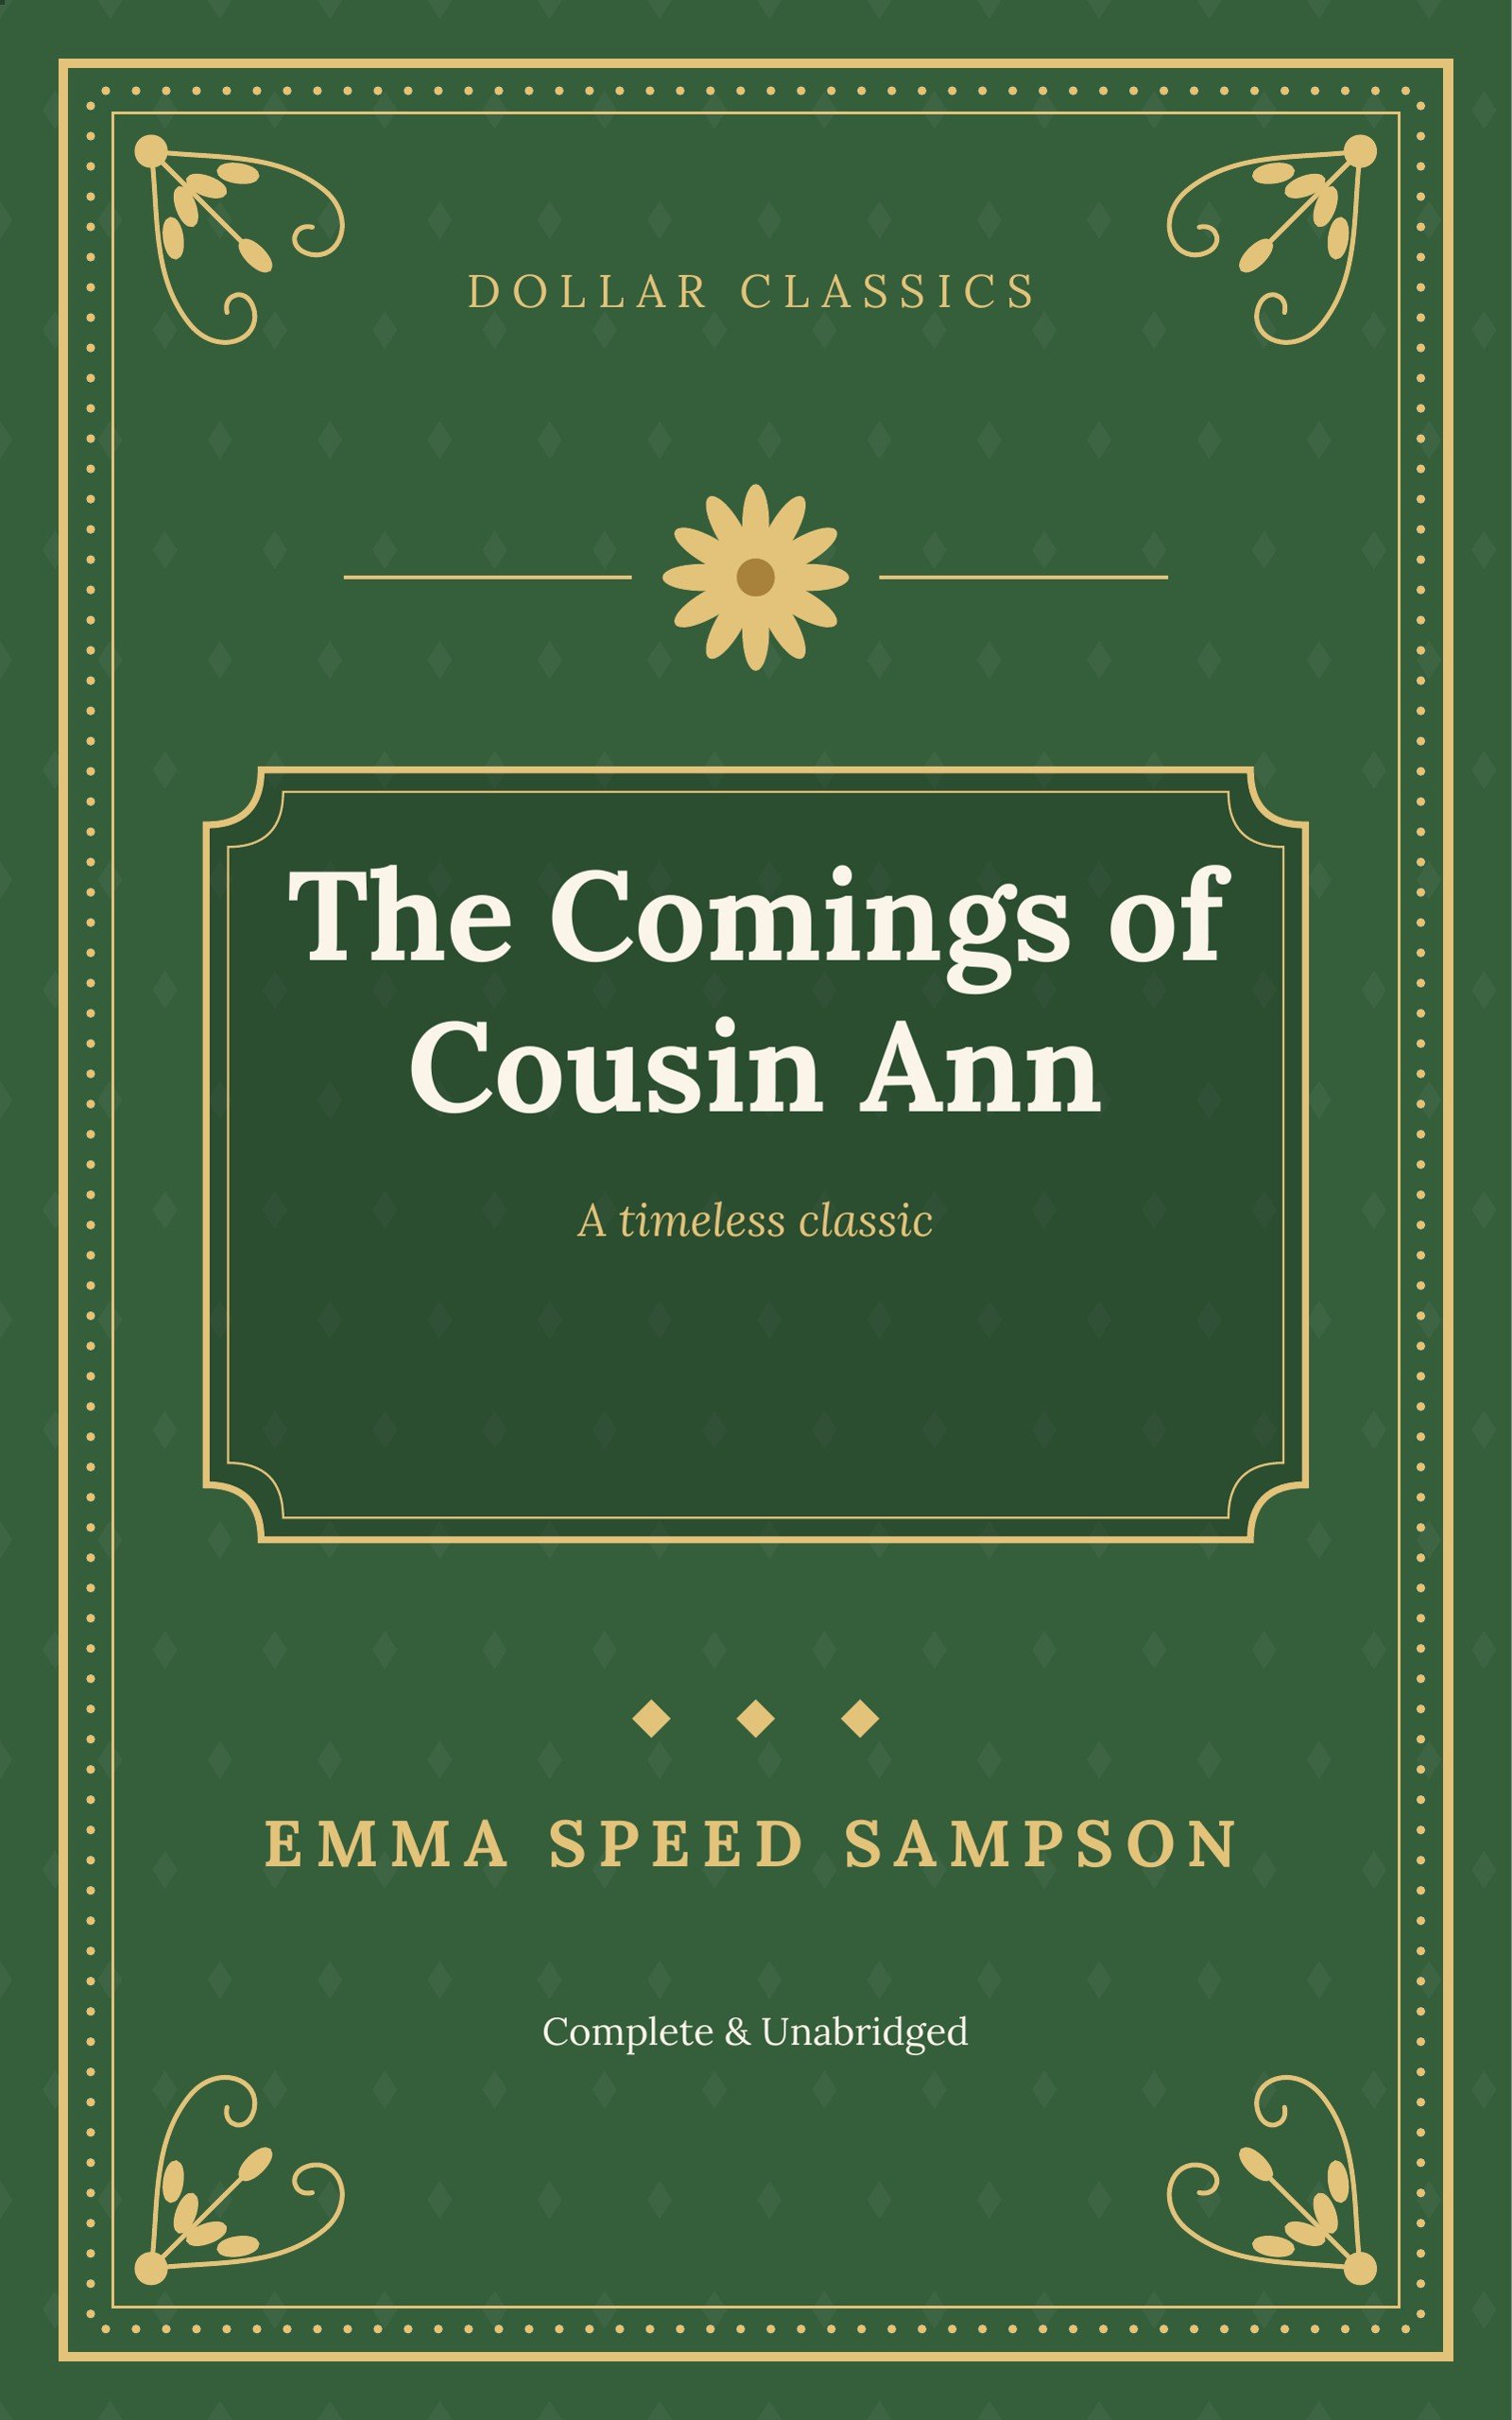 DOLLAR CLASSICS
The Comings of
Cousin Ann
A timeless classic
EMMA SPEED SAMPSON
Complete & Unabridged